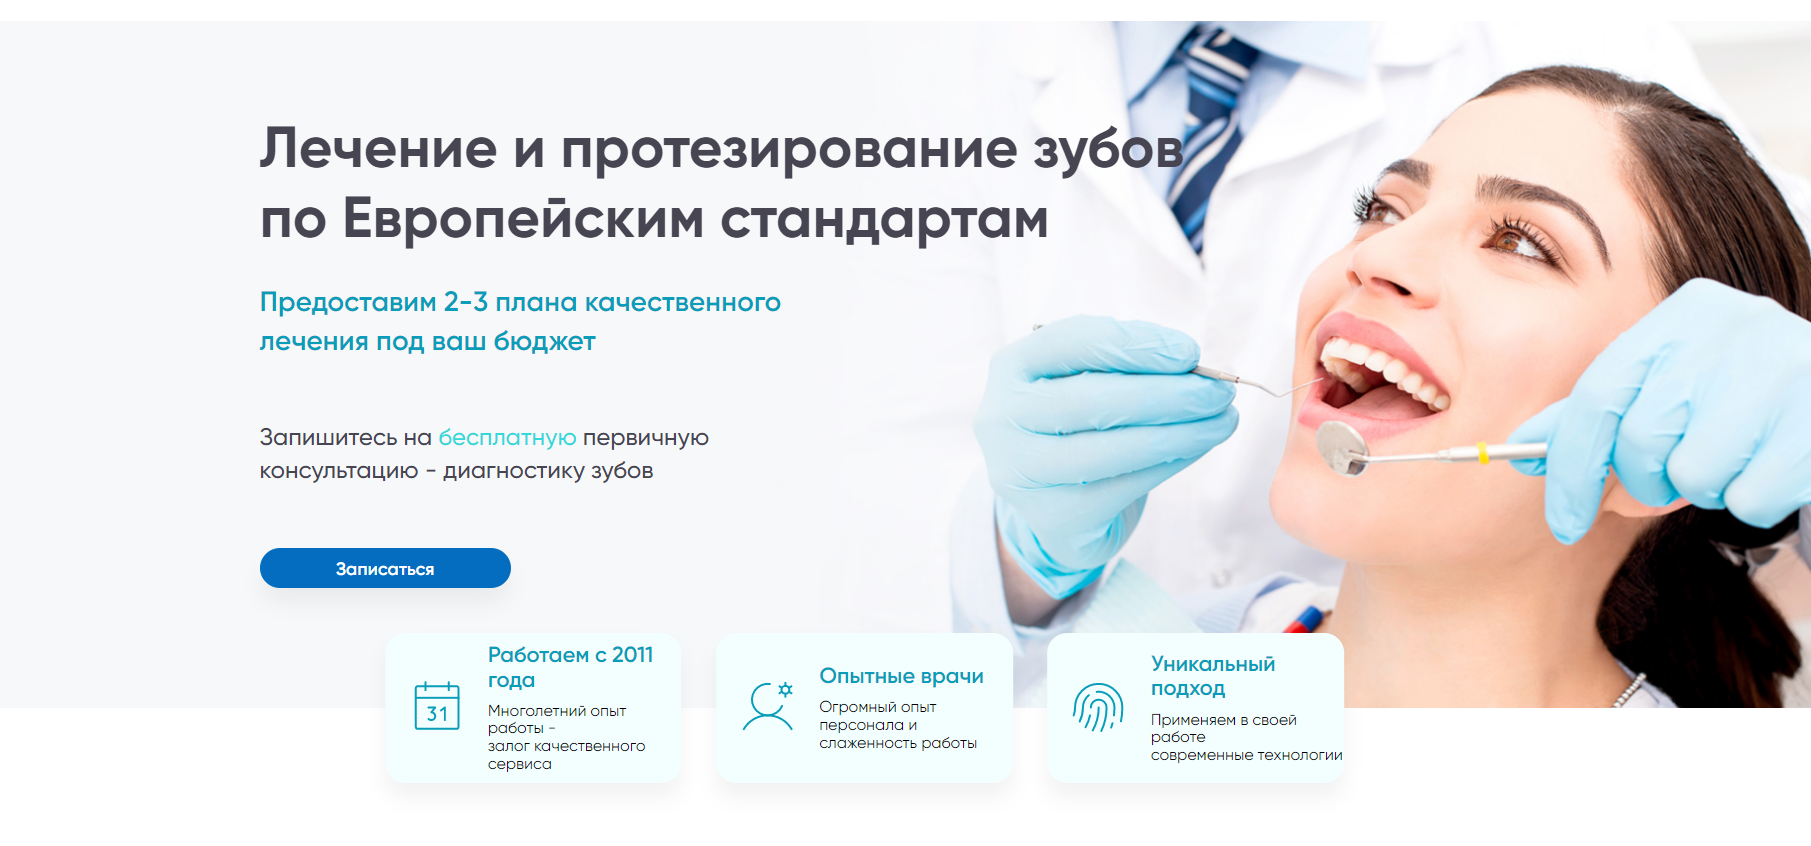 Лечение и протезирование зубов
по Европейским стандартам
Предоставим 2-3 плана качественного
лечения под ваш бюджет
Запишитесь на бесплатную первичную
консультацию - диагностику зубов
Записаться
31
Работаем с 2011
года
Многолетний опыт
работы -
залог качественного
сервиса
Опытные врачи
Огромный опыт
персонала и
слаженность работы
Уникальный
подход
Применяем в своей
работе
современные технологии